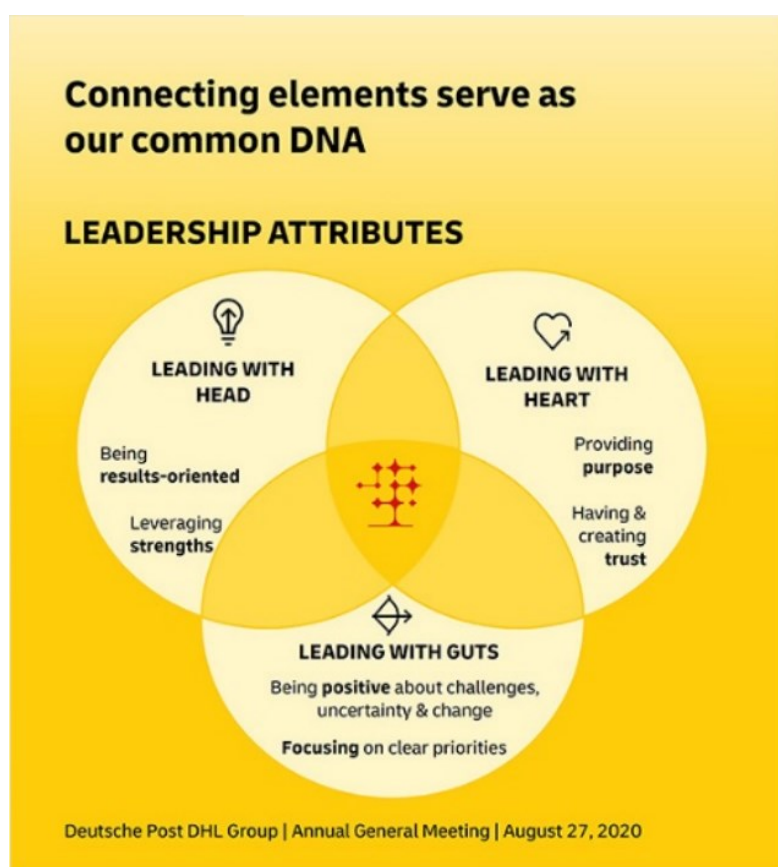 Connecting elements serve as
our common DNA
LEADERSHIP ATTRIBUTES
LEADING WITH
HEAD
Being
results-oriented
Leveraging
strengths
LEADING WITH
HEART
Providing
purpose
Having &
creating
trust
LEADING WITH GUTS
Being positive about challenges,
uncertainty & change
Focusing on clear priorities
Deutsche Post DHL Group | Annual General Meeting | August 27, 2020